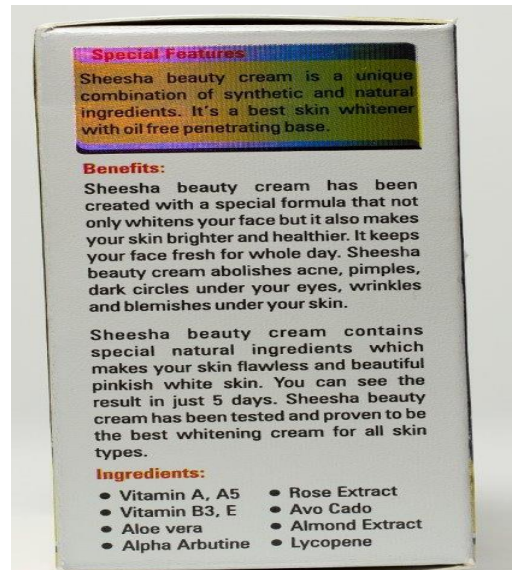 Special Features
Sheesha beauty cream is a unique
combination of synthetic and natural
ingredients. It's a best skin whitener
with oil free penetrating base.
Benefits:
Sheesha beauty cream has been
created with a special formula that not
only whitens your face but it also makes
your skin brighter and healthier. It keeps
your face fresh for whole day. Sheesha
beauty cream abolishes acne, pimples,
dark circles under your eyes, wrinkles
and blemishes under your skin.
Sheesha beauty cream contains
special natural ingredients which
makes your skin flawless and beautiful
pinkish white skin. You can see the
result in just 5 days. Sheesha beauty
cream has been tested and proven to be
the best whitening cream for all skin
types.
Ingredients:
• Vitamin A, A5 • Rose Extract
• Vitamin B3, E • Avo Cado
• Aloe vera • Almond Extract
• Alpha Arbutine • Lycopene